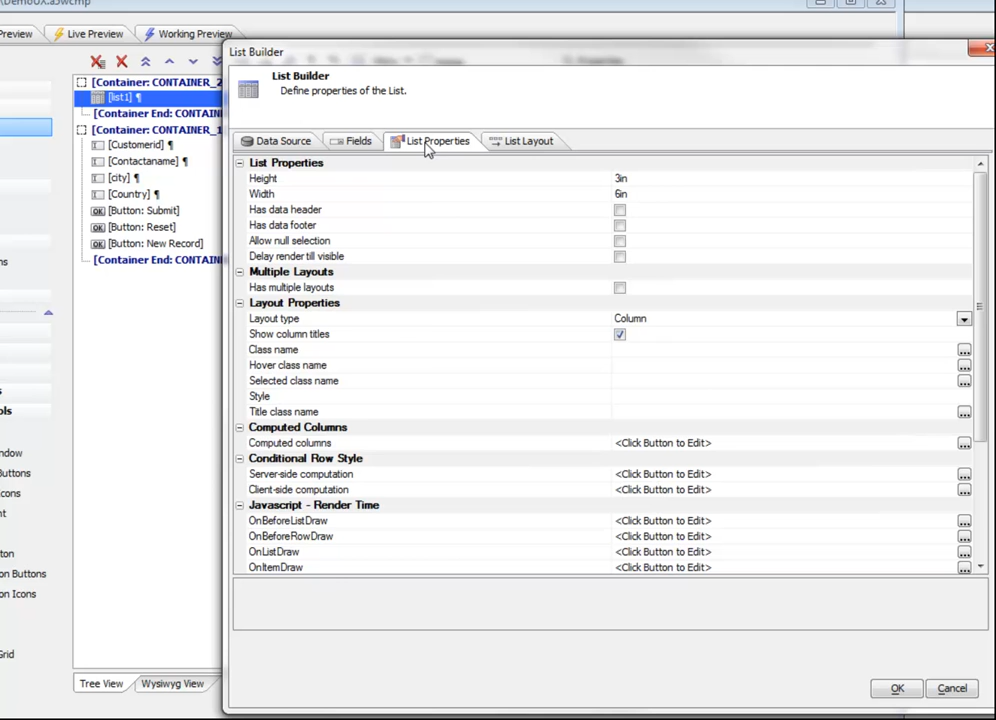 \DemoUX.a5wcmp
Preview
Live Preview
Working Preview
List Builder
List Builder
Define properties of the List.
Data Source
Fields
List Properties
List Layout
[Container: CONTAINER_2
[list1] ¶
[Container End: CONTAIN
[Container: CONTAINER_1
[Customerid] ¶
[Contactaname] ¶
[city] ¶
[Country] ¶
[Button: Submit]
[Button: Reset]
[Button: New Record]
[Container End: CONTAIN
Tree View
Wysiwyg View
List Properties
Height 3in
Width 6in
Has data header
Has data footer
Allow null selection
Delay render till visible
Multiple Layouts
Has multiple layouts
Layout Properties
Layout type Column
Show column titles
Class name
Hover class name
Selected class name
Style
Title class name
Computed Columns
Computed columns <Click Button to Edit>
Conditional Row Style
Server-side computation <Click Button to Edit>
Client-side computation <Click Button to Edit>
Javascript - Render Time
OnBeforeListDraw <Click Button to Edit>
OnBeforeRowDraw <Click Button to Edit>
OnListDraw <Click Button to Edit>
OnItemDraw <Click Button to Edit>
OK
Cancel